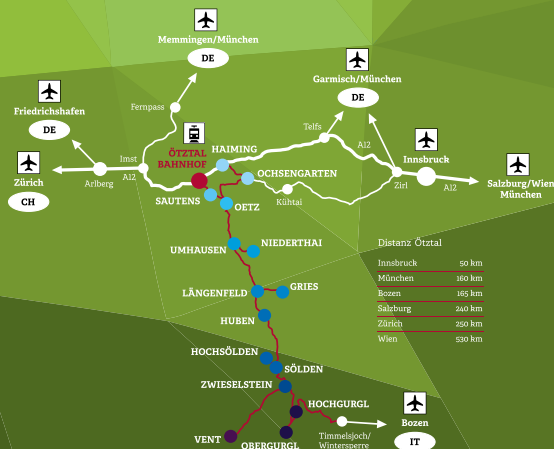 Memmingen/München
DE
Garmisch/München
DE
Friedrichshafen
DE
Fernpass
Telfs
ÖTZTAL
BAHNHOF
HAIMING
A12
Innsbruck
Imst
A12
Zürich
CH
Arlberg
OCHSENGARTEN
Zirl
A12
Salzburg/Wien
München
SAUTENS
OETZ
Kühtai
UMHAUSEN
NIEDERTHAI
Distanz Ötztal
Innsbruck 50 km
München 160 km
Bozen 165 km
Salzburg 240 km
Zürich 250 km
Wien 530 km
LÄNGENFELD
GRIES
HUBEN
HOCHSÖLDEN
SÖLDEN
ZWIESELSTEIN
HOCHGURGL
VENT
OBERGURGL
Timmelsjoch/
Wintersperre
Bozen
IT